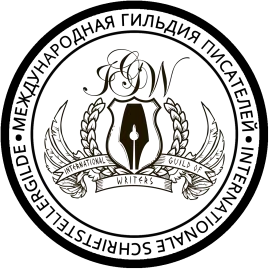 МЕЖДУНАРОДНАЯ ГИЛЬДИЯ ПИСАТЕЛЕЙ •
INTERNATIONALE SCHRIFTSTELLERGILDE •
IGW
INTERNATIONAL GUILD OF
WRITERS